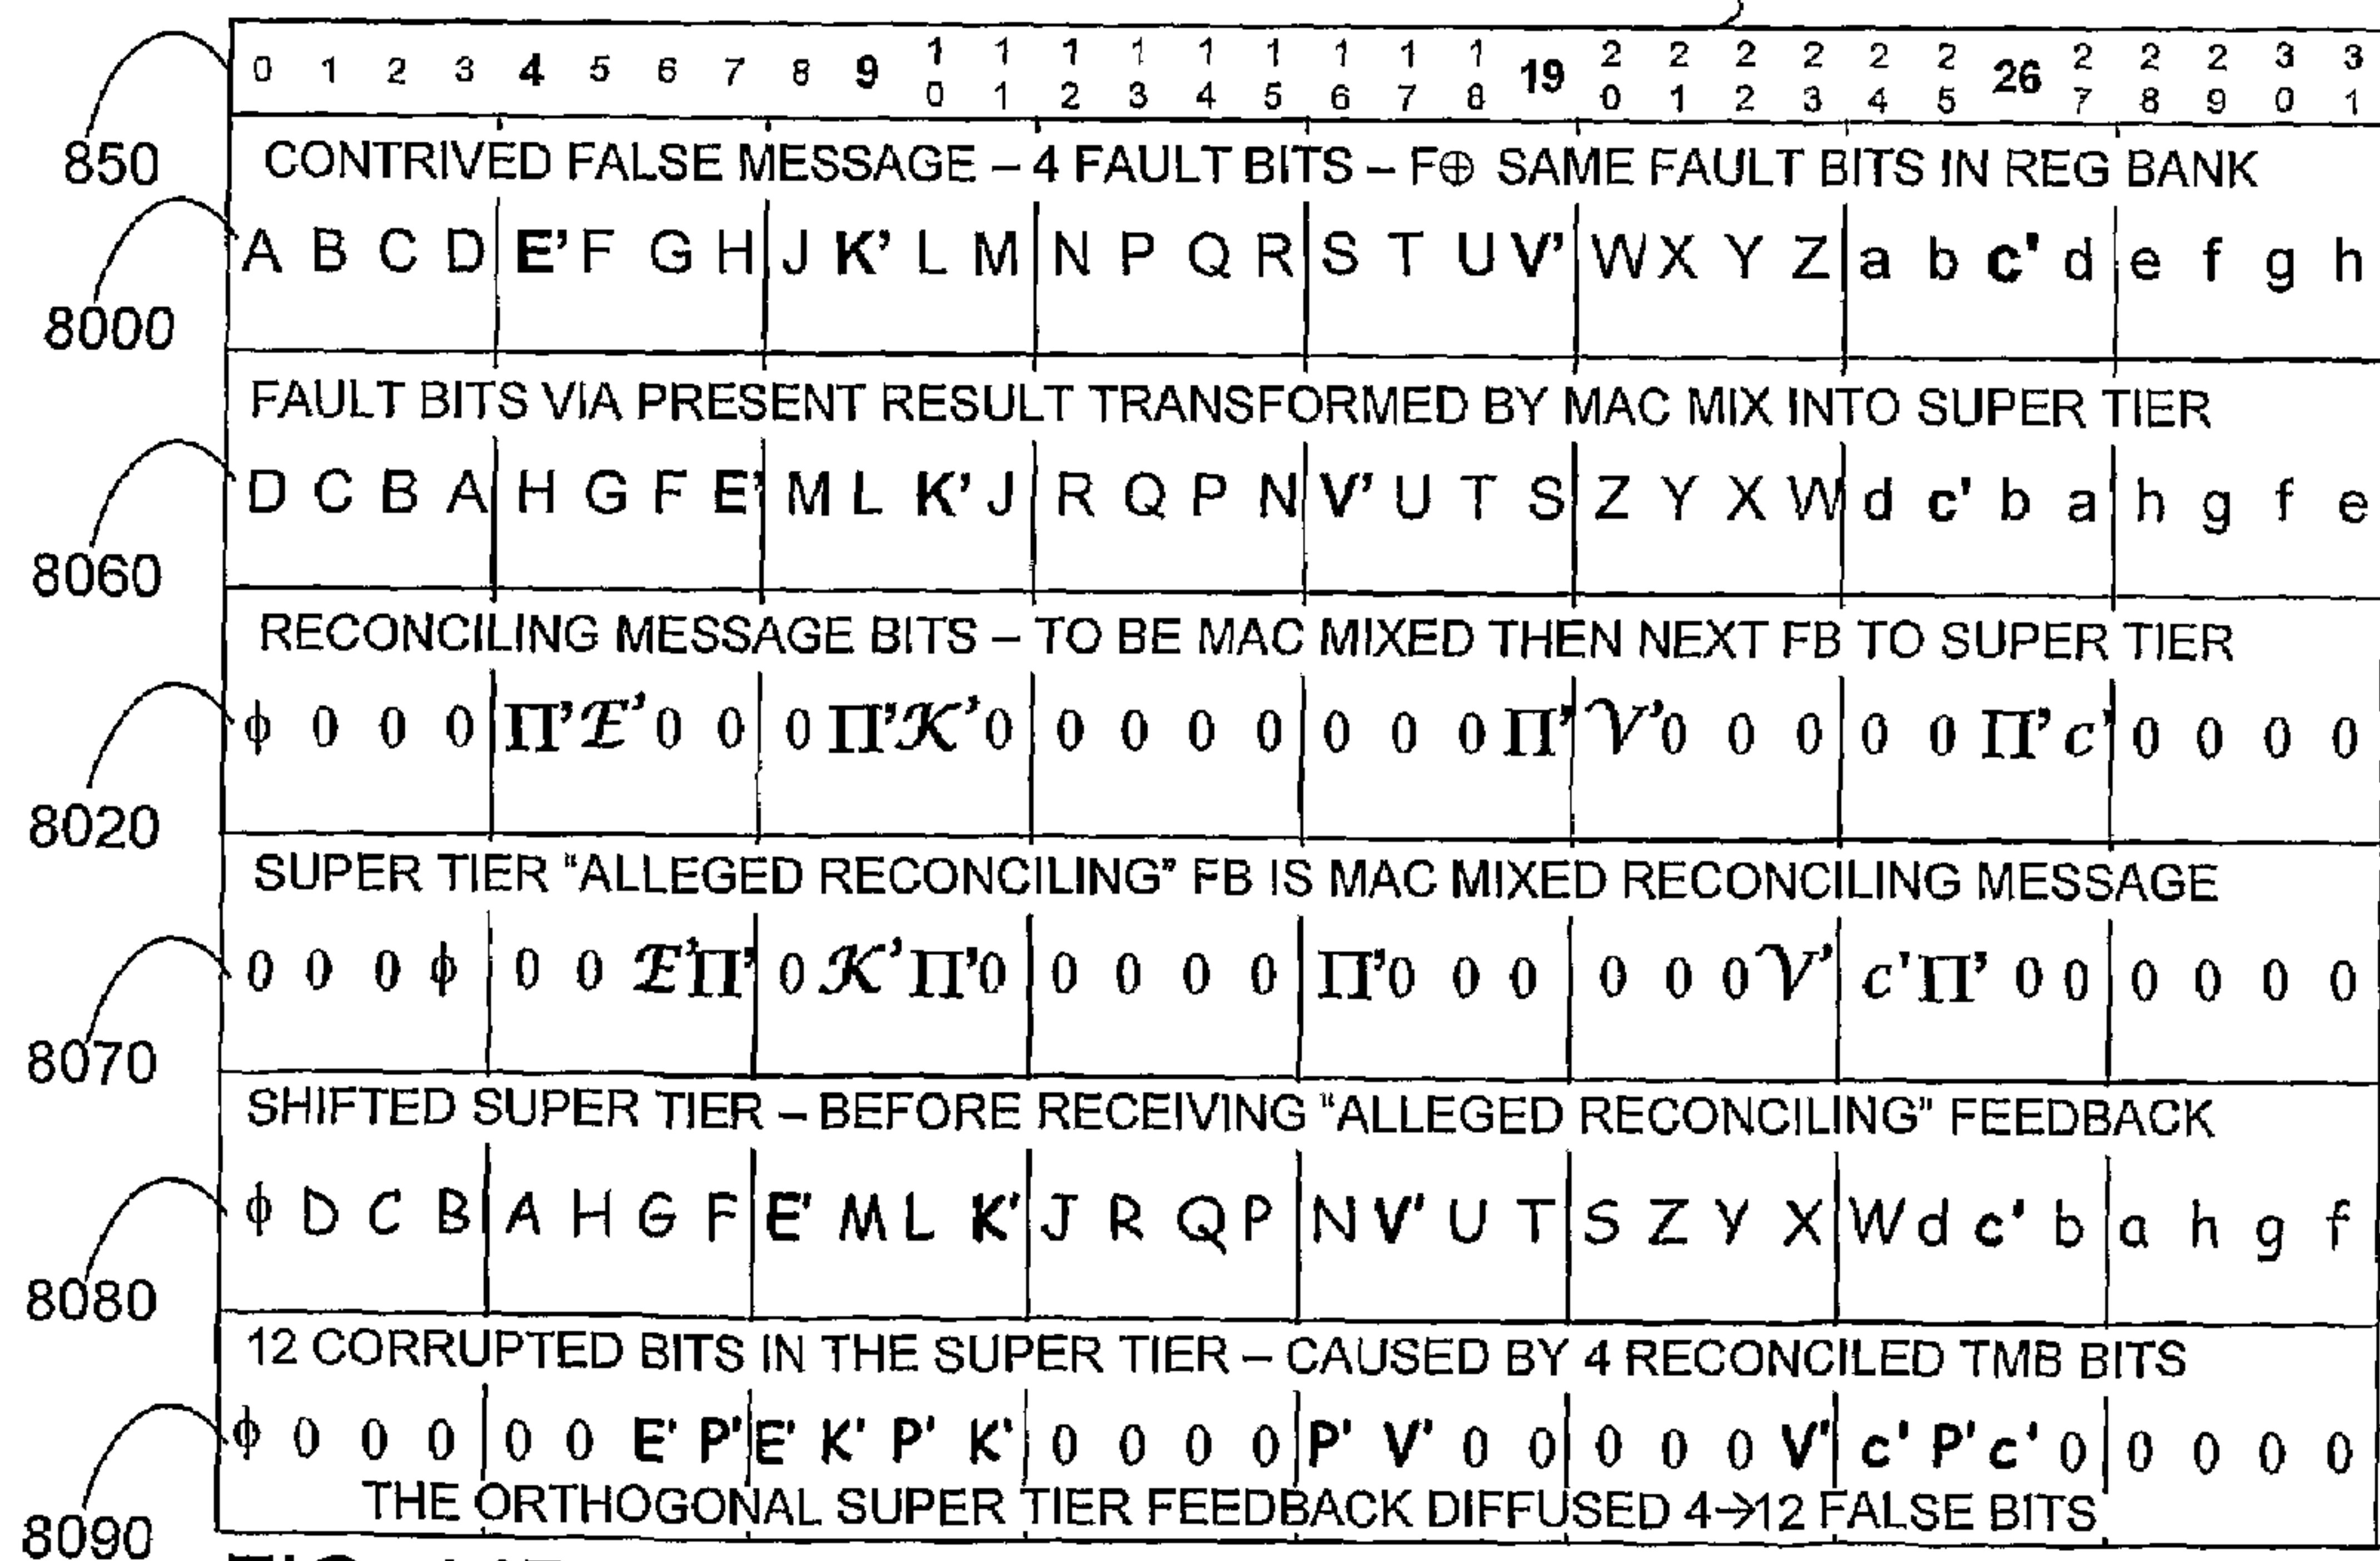 0 1 2 3 4 5 6 7 8 9 10 11 12 13 14 15 16 17 18 19 20 21 22 23 24 25 26 27 28 29 30 31
850
CONTRIVED FALSE MESSAGE – 4 FAULT BITS – F⊕ SAME FAULT BITS IN REG BANK
8000
A B C D E' F G H J K' L M N P Q R S T U V' W X Y Z a b c' d e f g h
FAULT BITS VIA PRESENT RESULT TRANSFORMED BY MAC MIX INTO SUPER TIER
8060
D C B A H G F E' M L K' J R Q P N V' U T S Z Y X W d c' b a h g f e
RECONCILING MESSAGE BITS – TO BE MAC MIXED THEN NEXT FB TO SUPER TIER
8020
ϕ 0 0 0 Π' E' 0 0 0 Π' K' 0 0 0 0 0 0 0 0 Π' V' 0 0 0 0 0 Π' c' 0 0 0 0
SUPER TIER “ALLEGED RECONCILING” FB IS MAC MIXED RECONCILING MESSAGE
8070
0 0 0 ϕ 0 0 E' Π' 0 K' Π' 0 0 0 0 0 Π' 0 0 0 0 0 0 V' c' Π' 0 0 0 0 0 0
SHIFTED SUPER TIER – BEFORE RECEIVING “ALLEGED RECONCILING” FEEDBACK
8080
ϕ D C B A H G F E' M L K' J R Q P N V' U T S Z Y X W d c' b a h g f
12 CORRUPTED BITS IN THE SUPER TIER – CAUSED BY 4 RECONCILED TMB BITS
8090
ϕ 0 0 0 0 0 E' P' E' K' P' K' 0 0 0 0 P' V' 0 0 0 0 0 V' c' P' c' 0 0 0 0 0
THE ORTHOGONAL SUPER TIER FEEDBACK DIFFUSED 4→12 FALSE BITS